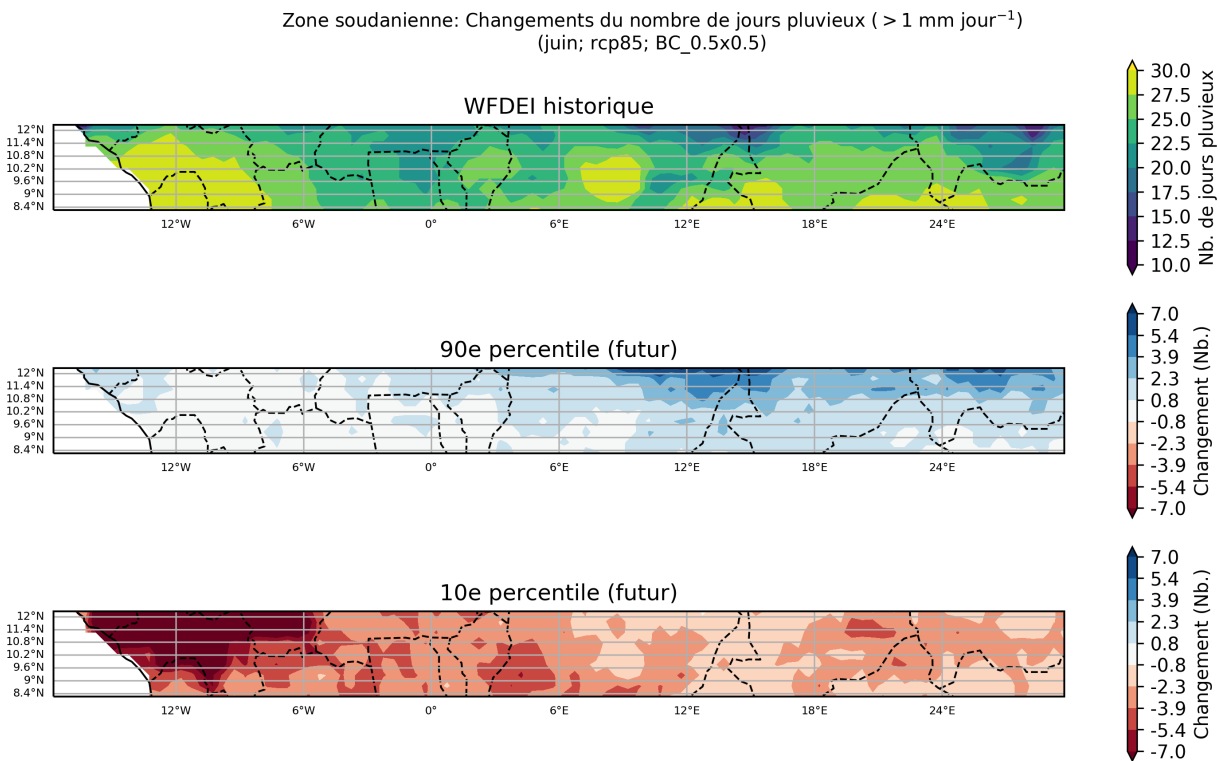 Zone soudanienne: Changements du nombre de jours pluvieux ( > 1 mm jour⁻¹)
(juin; rcp85; BC_0.5x0.5)
WFDEI historique
12°N
11.4°N
10.8°N
10.2°N
9.6°N
9°N
8.4°N
12°W
6°W
0°
6°E
12°E
18°E
24°E
30.0
27.5
25.0
22.5
20.0
17.5
15.0
12.5
10.0
Nb. de jours pluvieux
90e percentile (futur)
12°N
11.4°N
10.8°N
10.2°N
9.6°N
9°N
8.4°N
12°W
6°W
0°
6°E
12°E
18°E
24°E
7.0
5.4
3.9
2.3
0.8
-0.8
-2.3
-3.9
-5.4
-7.0
Changement (Nb.)
10e percentile (futur)
12°N
11.4°N
10.8°N
10.2°N
9.6°N
9°N
8.4°N
12°W
6°W
0°
6°E
12°E
18°E
24°E
7.0
5.4
3.9
2.3
0.8
-0.8
-2.3
-3.9
-5.4
-7.0
Changement (Nb.)